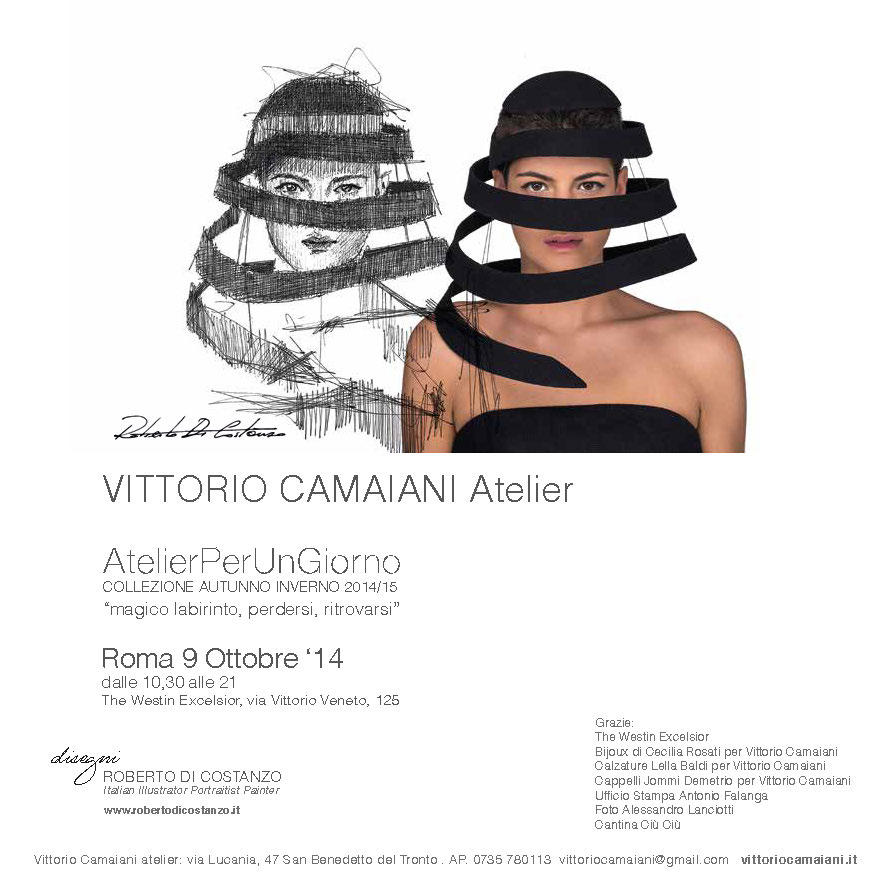 Roberto Di Costanzo
VITTORIO CAMAIANI Atelier
AtelierPerUnGiorno
COLLEZIONE AUTUNNO INVERNO 2014/15
“magico labirinto, perdersi, ritrovarsi”
Roma 9 Ottobre ‘14
dalle 10,30 alle 21
The Westin Excelsior, via Vittorio Veneto, 125
disegni
ROBERTO DI COSTANZO
Italian Illustrator Portraitist Painter
www.robertodicostanzo.it
Grazie:
The Westin Excelsior
Bijoux di Cecilia Rosati per Vittorio Camaiani
Calzature Lella Baldi per Vittorio Camaiani
Cappelli Jommi Demetrio per Vittorio Camaiani
Ufficio Stampa Antonio Falanga
Foto Alessandro Lanciotti
Cantina Ciù Ciù
Vittorio Camaiani atelier: via Lucania, 47 San Benedetto del Tronto . AP. 0735 780113 vittoriocamaiani@gmail.com vittoriocamaiani.it